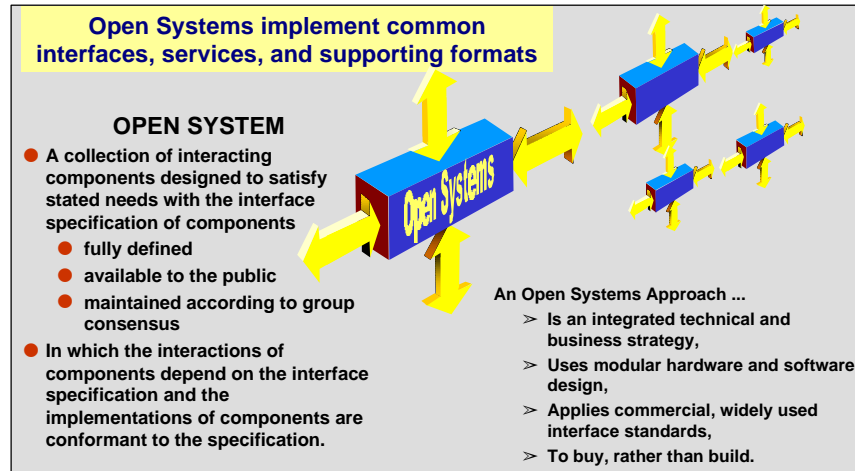 Open Systems implement common
interfaces, services, and supporting formats
OPEN SYSTEM
● A collection of interacting
components designed to satisfy
stated needs with the interface
specification of components
● fully defined
● available to the public
● maintained according to group
consensus
● In which the interactions of
components depend on the interface
specification and the
implementations of components are
conformant to the specification.
Open Systems
An Open Systems Approach ...
➢ Is an integrated technical and
business strategy,
➢ Uses modular hardware and software
design,
➢ Applies commercial, widely used
interface standards,
➢ To buy, rather than build.